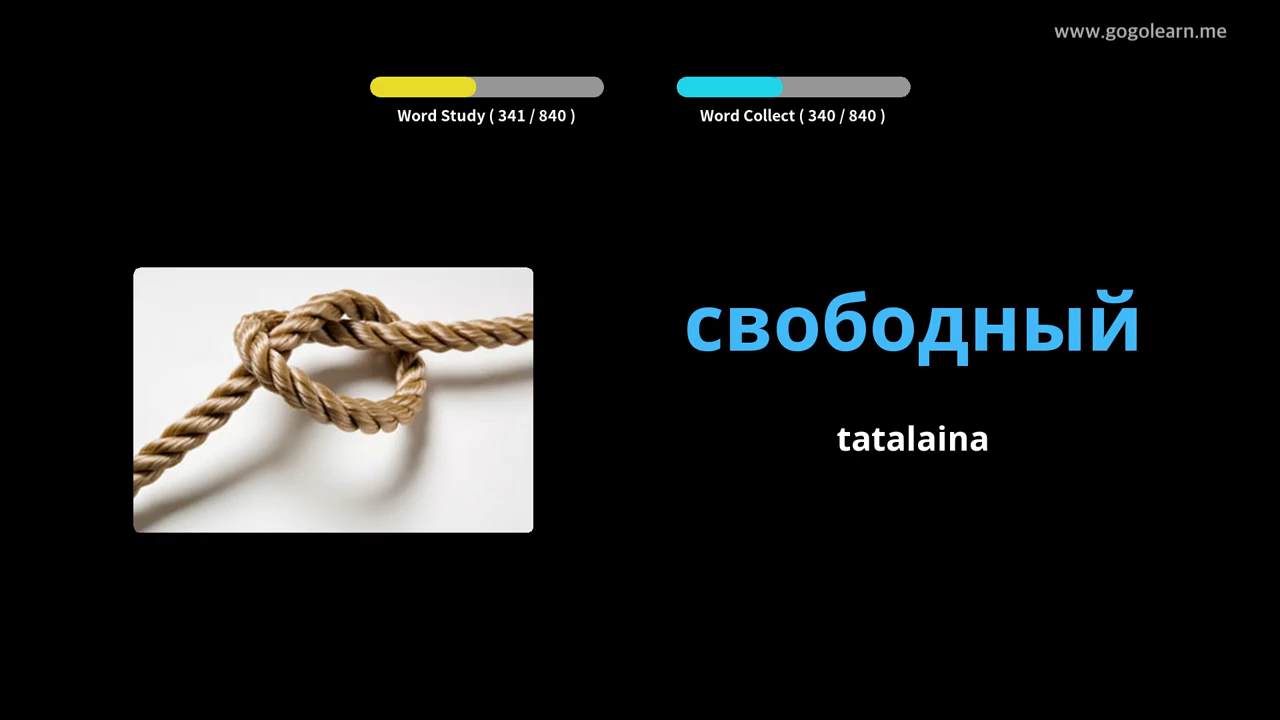 www.gogolearn.me
Word Study ( 341 / 840 )
Word Collect ( 340 / 840 )
свободный
tatalaina